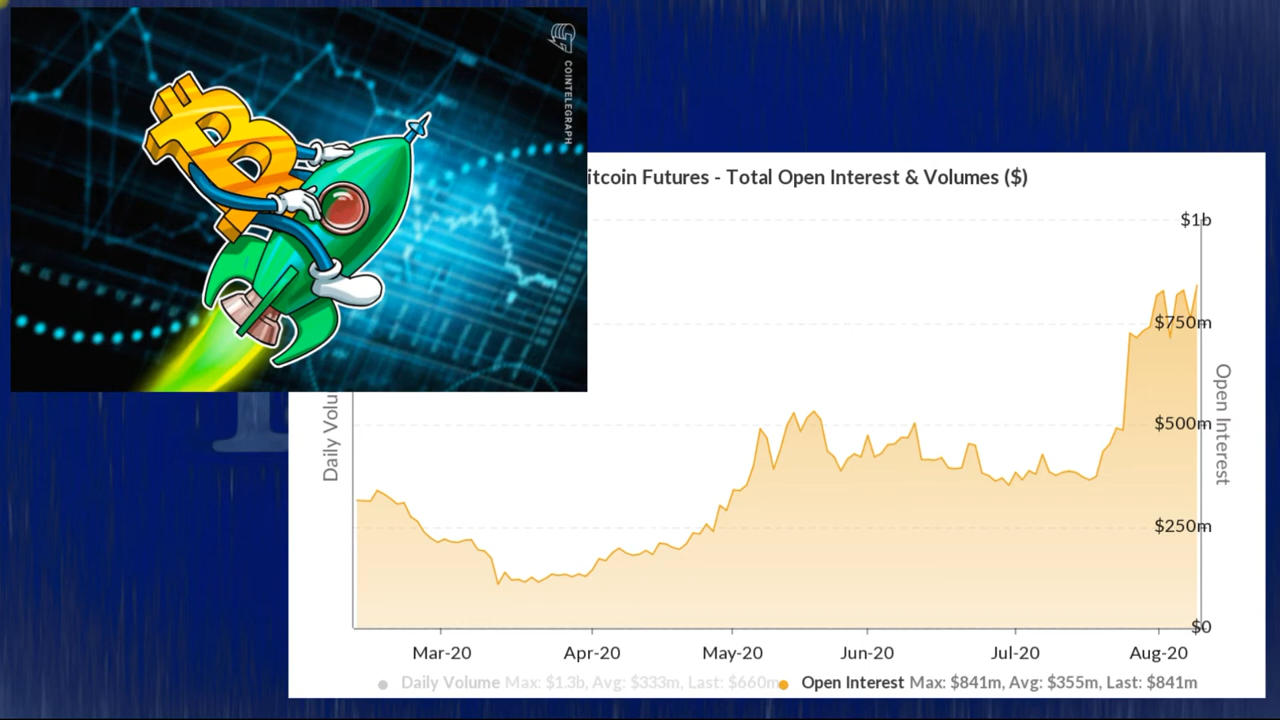 COINTELEGRAPH
itcoin Futures - Total Open Interest & Volumes ($)
$1b
$750m
$500m
$250m
$0
Daily Volu
Open Interest
Mar-20
Apr-20
May-20
Jun-20
Jul-20
Aug-20
Daily Volume Max: $1.3b, Avg: $333m, Last: $660m
Open Interest Max: $841m, Avg: $355m, Last: $841m